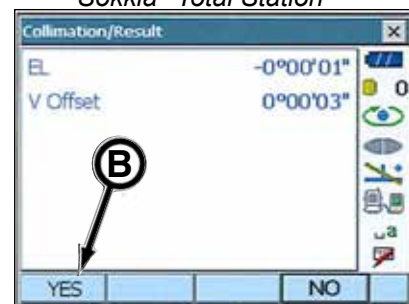 Sokkia Total Station
Collimation/Result
EL -0°00'01"
V Offset 0°00'03"
0
B
a
YES NO